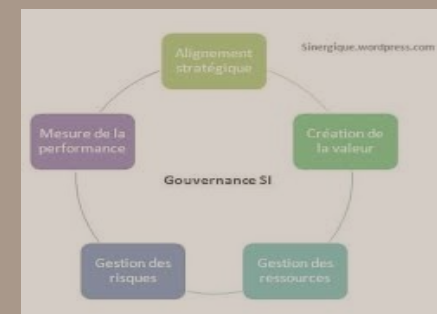 Alignement
stratégique
Sinergique.wordpress.com
Mesure de la
performance
Création de
la valeur
Gouvernance SI
Gestion des
risques
Gestion des
ressources